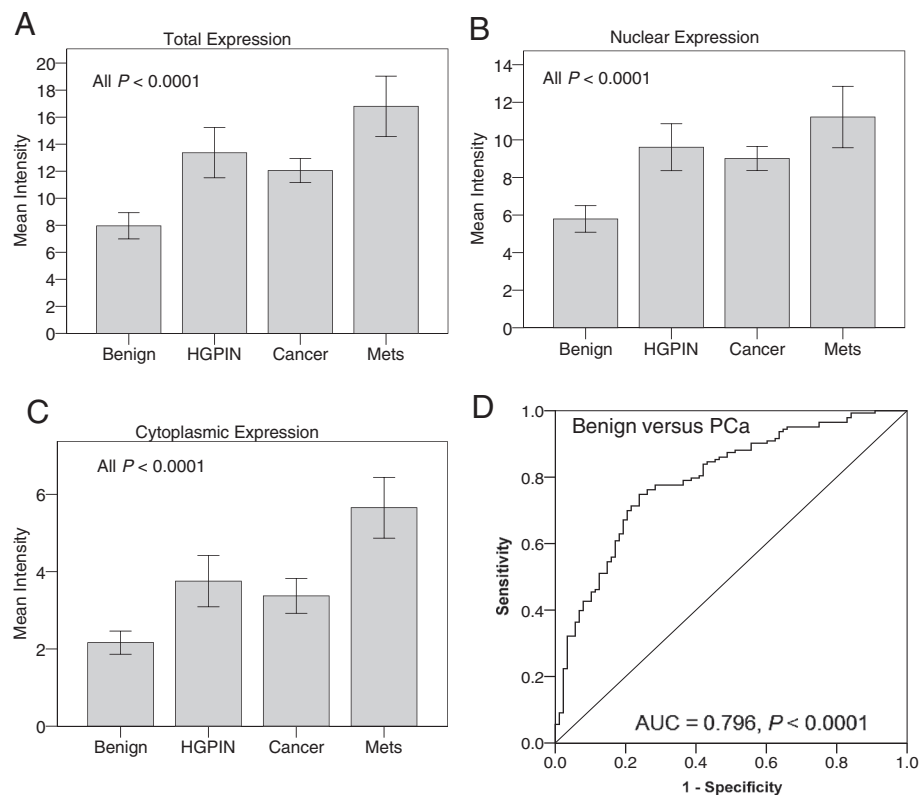 A
Total Expression
All P < 0.0001
Mean Intensity
20
18
16
14
12
10
8
6
4
2
0
Benign HGPIN Cancer Mets
B
Nuclear Expression
All P < 0.0001
Mean Intensity
14
12
10
8
6
4
2
0
Benign HGPIN Cancer Mets
C
Cytoplasmic Expression
All P < 0.0001
Mean Intensity
6
4
2
0
Benign HGPIN Cancer Mets
D
Benign versus PCa
Sensitivity
1.0
0.8
0.6
0.4
0.2
0.0
AUC = 0.796, P < 0.0001
0.0 0.2 0.4 0.6 0.8 1.0
1 - Specificity